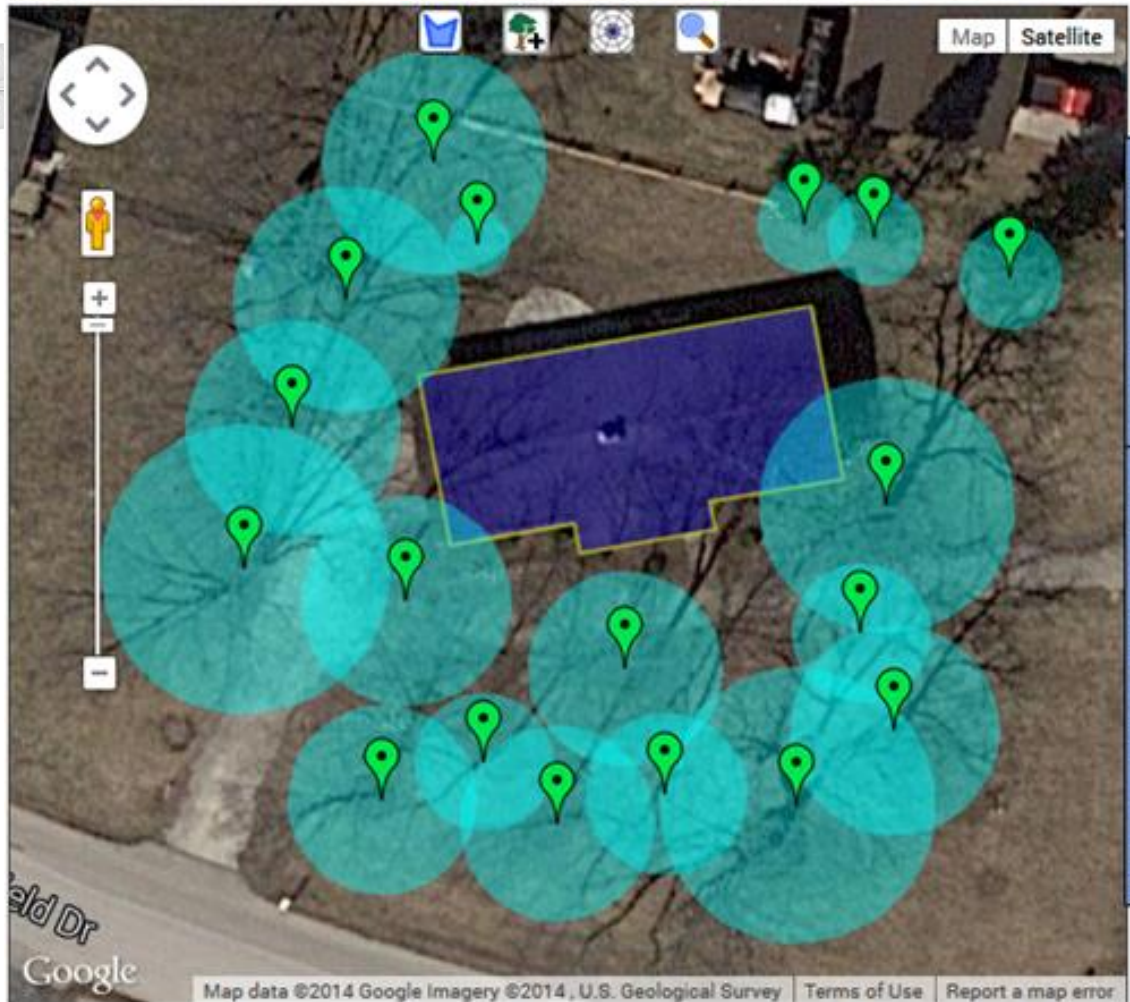 Map Satellite
eld Dr
Google
Map data ©2014 Google Imagery ©2014 , U.S. Geological Survey Terms of Use Report a map error